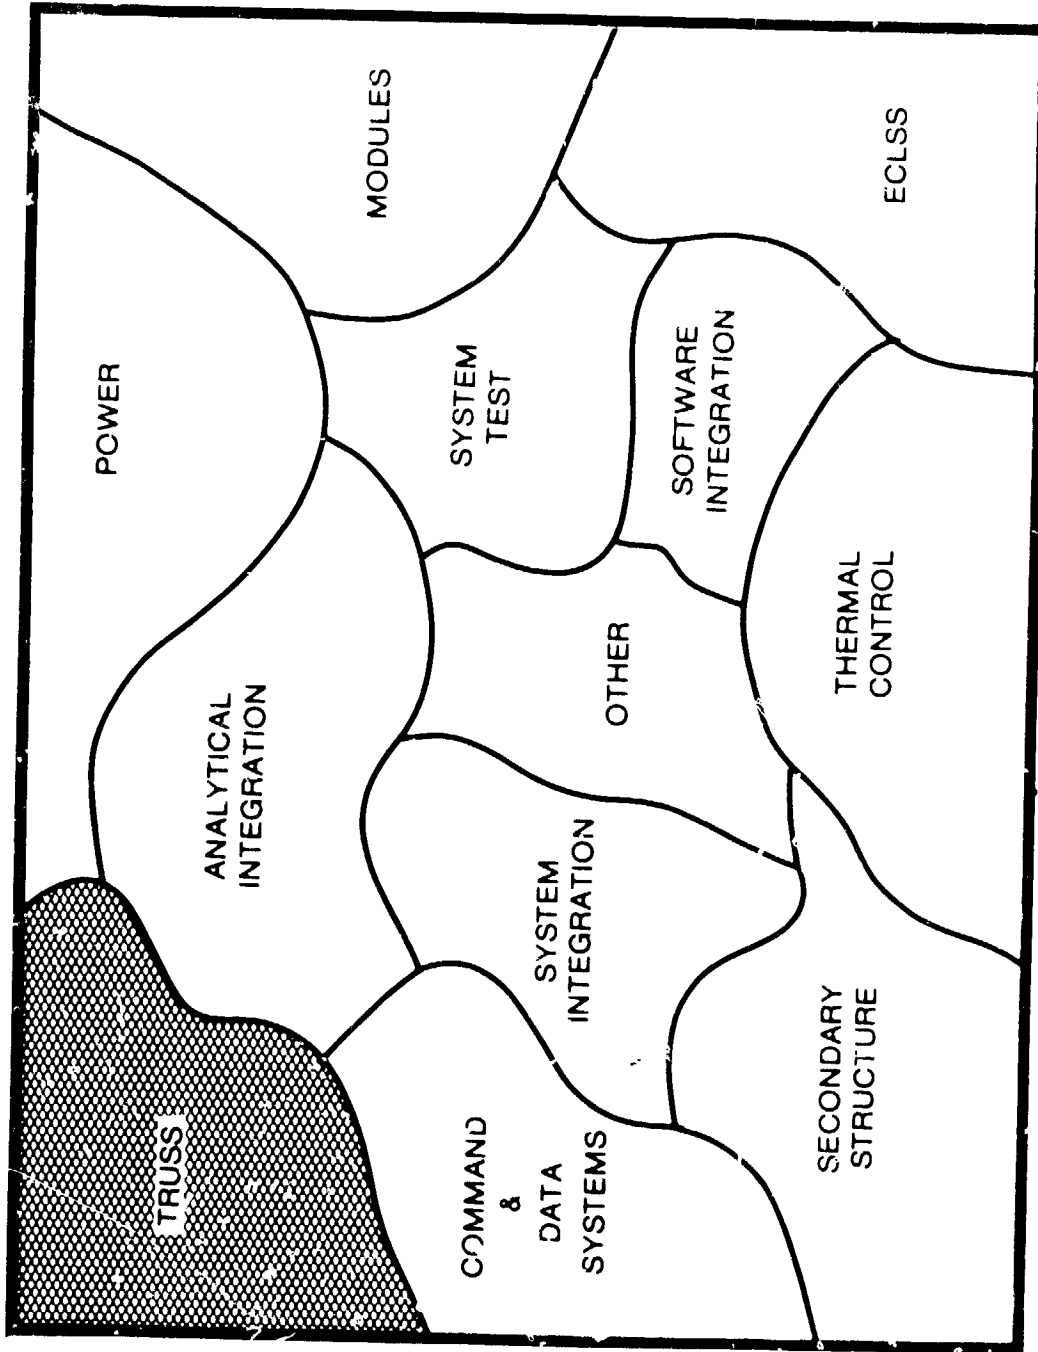 TRUSS
POWER
ANALYTICAL
INTEGRATION
MODULES
COMMAND
&
DATA
SYSTEMS
SYSTEM
TEST
SYSTEM
INTEGRATION
OTHER
SOFTWARE
INTEGRATION
SECONDARY
STRUCTURE
THERMAL
CONTROL
ECLSS